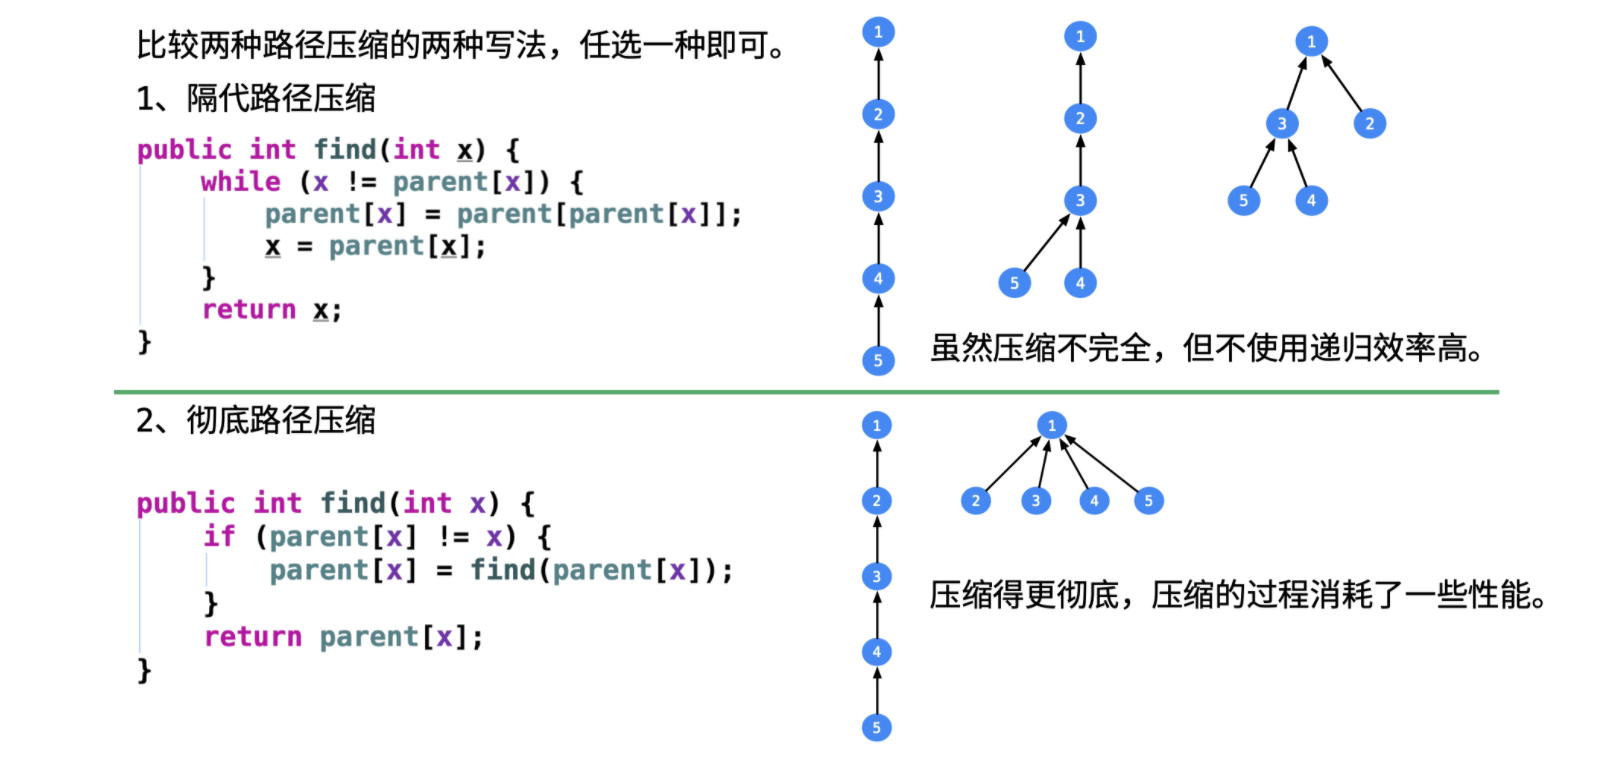 比较两种路径压缩的两种写法，任选一种即可。
1、隔代路径压缩
public int find(int x) {
    while (x != parent[x]) {
        parent[x] = parent[parent[x]];
        x = parent[x];
    }
    return x;
}
1
2
3
4
5
1
2
3
5 4
1
3 2
5 4
虽然压缩不完全，但不使用递归效率高。
2、彻底路径压缩
public int find(int x) {
    if (parent[x] != x) {
        parent[x] = find(parent[x]);
    }
    return parent[x];
}
1
2
3
4
5
1
2 3 4 5
压缩得更彻底，压缩的过程消耗了一些性能。